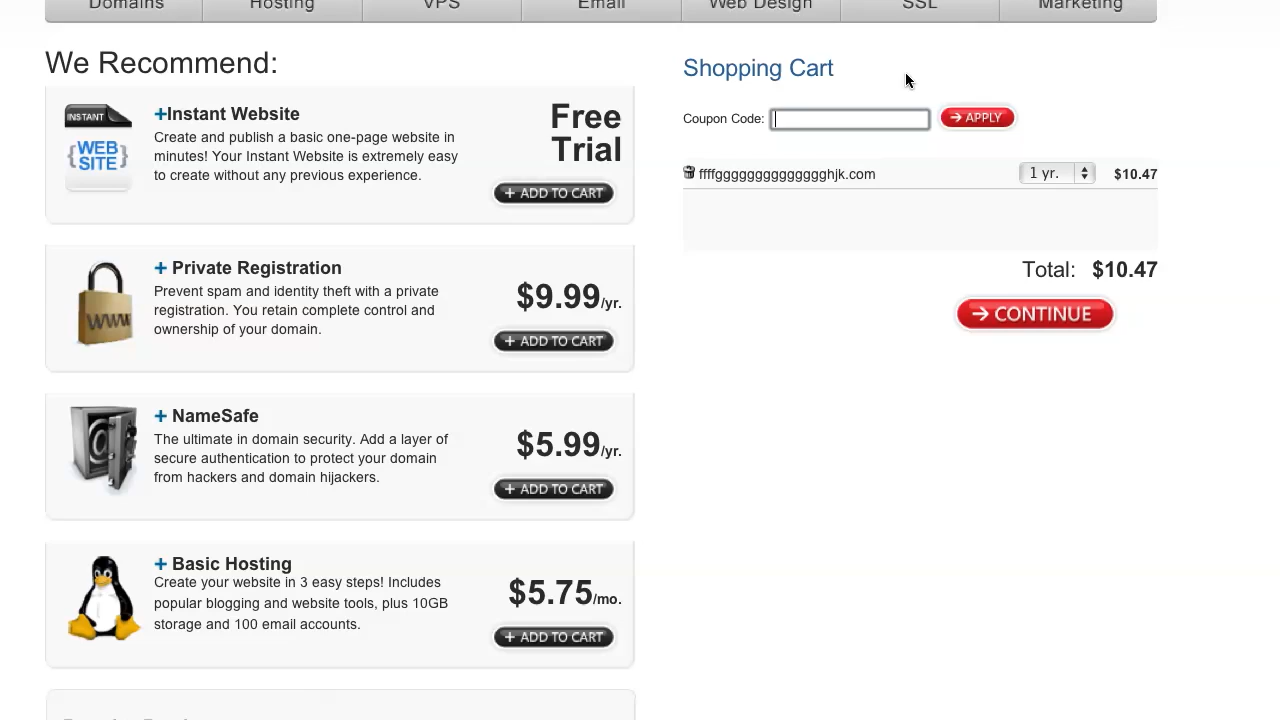 Domains Hosting VPS Email Web Design SSL Marketing
We Recommend:
INSTANT
{WEB
SITE}
+Instant Website
Create and publish a basic one-page website in
minutes! Your Instant Website is extremely easy
to create without any previous experience.
Free
Trial
+ ADD TO CART
WWW
+ Private Registration
Prevent spam and identity theft with a private
registration. You retain complete control and
ownership of your domain.
$9.99/yr.
+ ADD TO CART
+ NameSafe
The ultimate in domain security. Add a layer of
secure authentication to protect your domain
from hackers and domain hijackers.
$5.99/yr.
+ ADD TO CART
+ Basic Hosting
Create your website in 3 easy steps! Includes
popular blogging and website tools, plus 10GB
storage and 100 email accounts.
$5.75/mo.
+ ADD TO CART
Shopping Cart
Coupon Code: → APPLY
ffffgggggggggggggghjk.com 1 yr. $10.47
Total: $10.47
→ CONTINUE